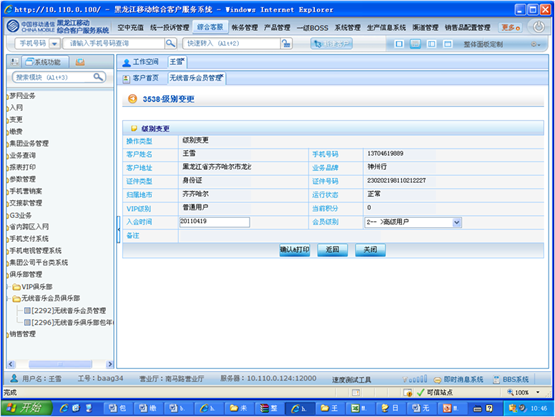 http://10.110.0.100/ - 黑龙江移动综合客户服务系统 - Windows Internet Explorer
中国移动通信 CHINA MOBILE 黑龙江移动 综合客户服务系统 空中充值 统一投诉管理 综合客服 帐务管理 产品管理 一级BOSS 系统管理 生产信息系统 渠道管理 销售品配置管理 更多
手机号码 请输入手机号码查询 快速转入 (Alt+2) 整体面板定制
系统功能 工作空间 王雪
搜索模块 (Alt+3) 客户首页 无线音乐会员管理
梦网业务
入网
变更
缴费
集团业务管理
业务查询
报表打印
参数管理
手机营销案
交接款管理
G3业务
省内跨区入网
手机支付系统
手机电视管理系统
集团公司平台类系统
俱乐部管理
VIP俱乐部
无线音乐会员俱乐部
[2292]无线音乐会员管理
[2296]无线音乐俱乐部包年
销售管理
3538·级别变更
级别变更
操作类型 级别变更
客户姓名 王雪 手机号码 13704619889
客户地址 黑龙江省齐齐哈尔市龙沙 业务品牌 神州行
证件类型 身份证 证件号码 23020219811021222T
归属地市 齐齐哈尔 运行状态 正常
VIP级别 普通用户 当前积分 0
入会时间 20110419 会员级别 2-->高级用户
备注
确认&打印 返回 关闭
用户名：王雪 工号：baag34 营业厅：南马路营业厅 服务器：10.110.0.124:12000 速度测试工具 即时消息系统 BBS系统
完成 可信站点 100%
开始 10:45